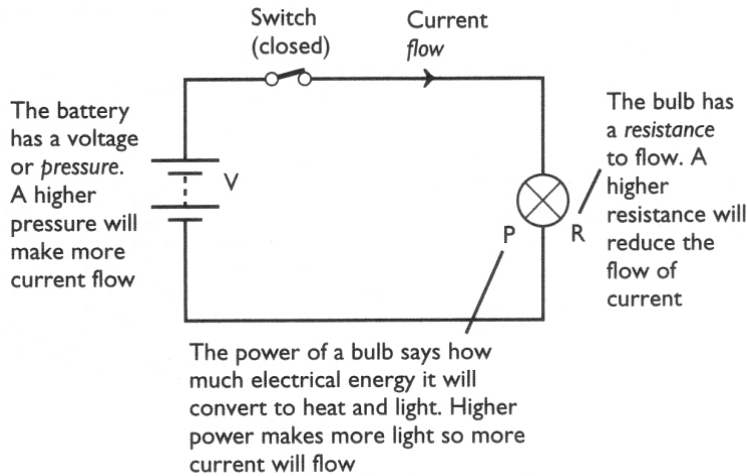 Switch
(closed)
Current
flow
The battery
has a voltage
or pressure.
A higher
pressure will
make more
current flow
V
The bulb has
a resistance
to flow. A
higher
resistance will
reduce the
flow of
current
P
R
The power of a bulb says how
much electrical energy it will
convert to heat and light. Higher
power makes more light so more
current will flow